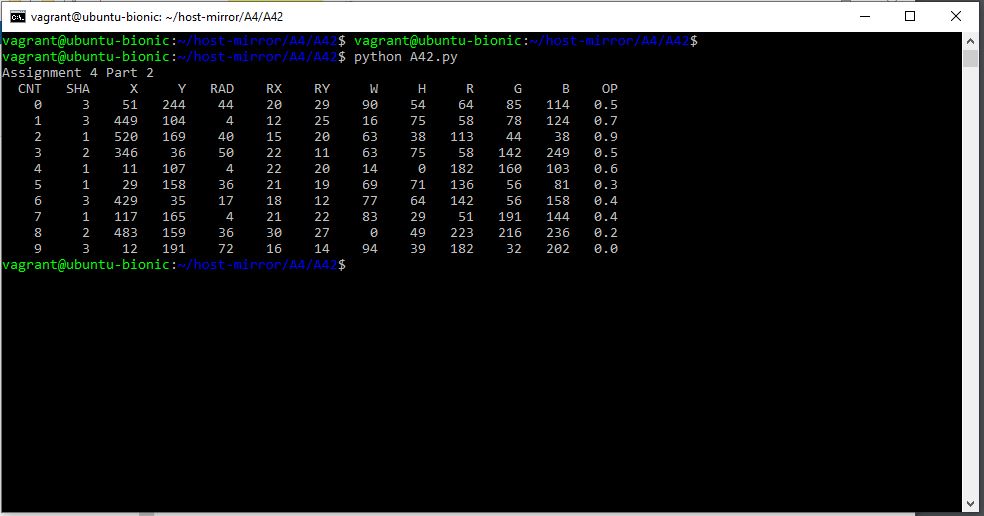 vagrant@ubuntu-bionic: ~/host-mirror/A4/A42
vagrant@ubuntu-bionic:~/host-mirror/A4/A42$ vagrant@ubuntu-bionic:~/host-mirror/A4/A42$
vagrant@ubuntu-bionic:~/host-mirror/A4/A42$ python A42.py
Assignment 4 Part 2
CNT SHA X Y RAD RX RY W H R G B OP
0 3 51 244 44 20 29 90 54 64 85 114 0.5
1 3 449 104 4 12 25 16 75 58 78 124 0.7
2 1 520 169 40 15 20 63 38 113 44 38 0.9
3 2 346 36 50 22 11 63 75 58 142 249 0.5
4 1 11 107 4 22 20 14 0 182 160 103 0.6
5 1 29 158 36 21 19 69 71 136 56 81 0.3
6 3 429 35 17 18 12 77 64 142 56 158 0.4
7 1 117 165 4 21 22 83 29 51 191 144 0.4
8 2 483 159 36 30 27 0 49 223 216 236 0.2
9 3 12 191 72 16 14 94 39 182 32 202 0.0
vagrant@ubuntu-bionic:~/host-mirror/A4/A42$